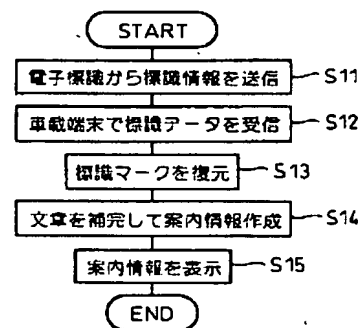 START
電子標識から標識情報を送信 S11
車載端末で標識データを受信 S12
標識マークを復元 S13
文章を補完して案内情報作成 S14
案内情報を表示 S15
END